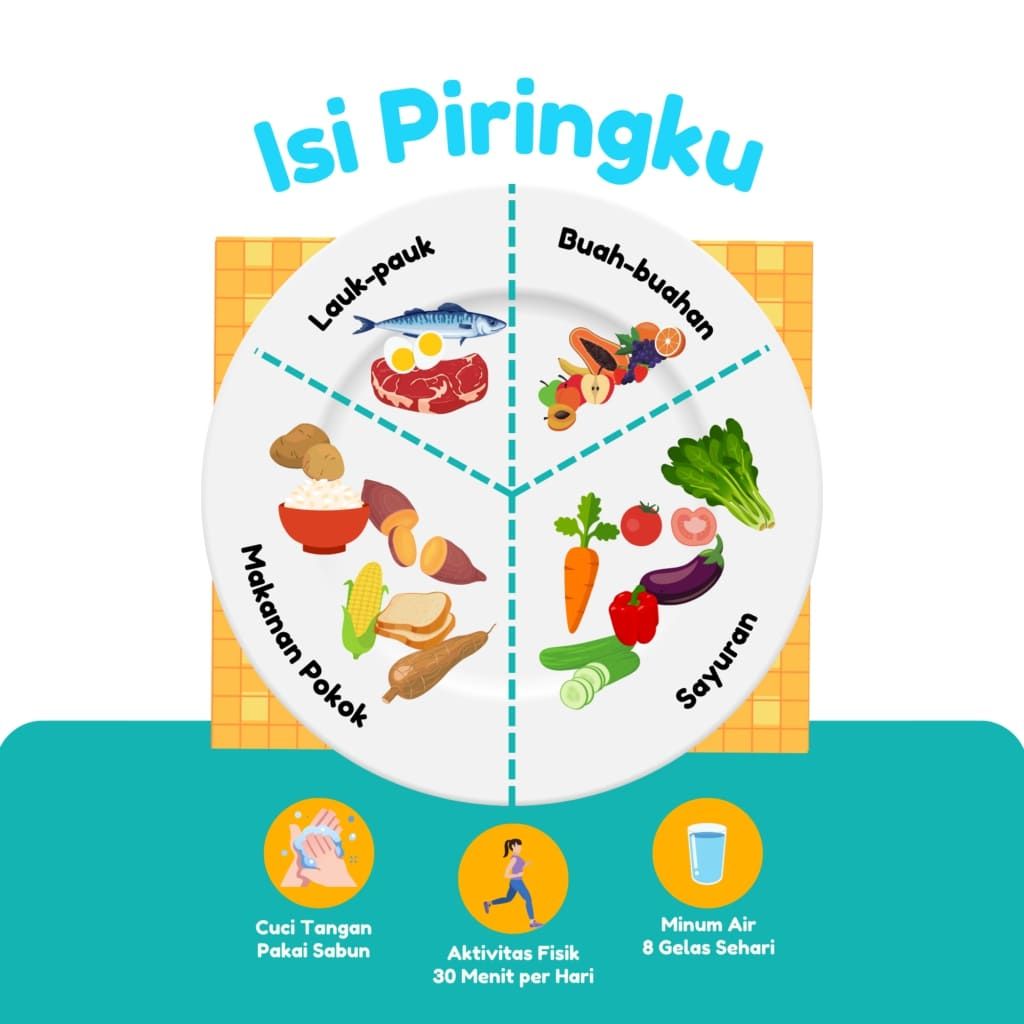 Isi Piringku
Lauk-pauk
Buah-buahan
Makanan Pokok
Sayuran
Cuci Tangan
Pakai Sabun
Aktivitas Fisik
30 Menit per Hari
Minum Air
8 Gelas Sehari